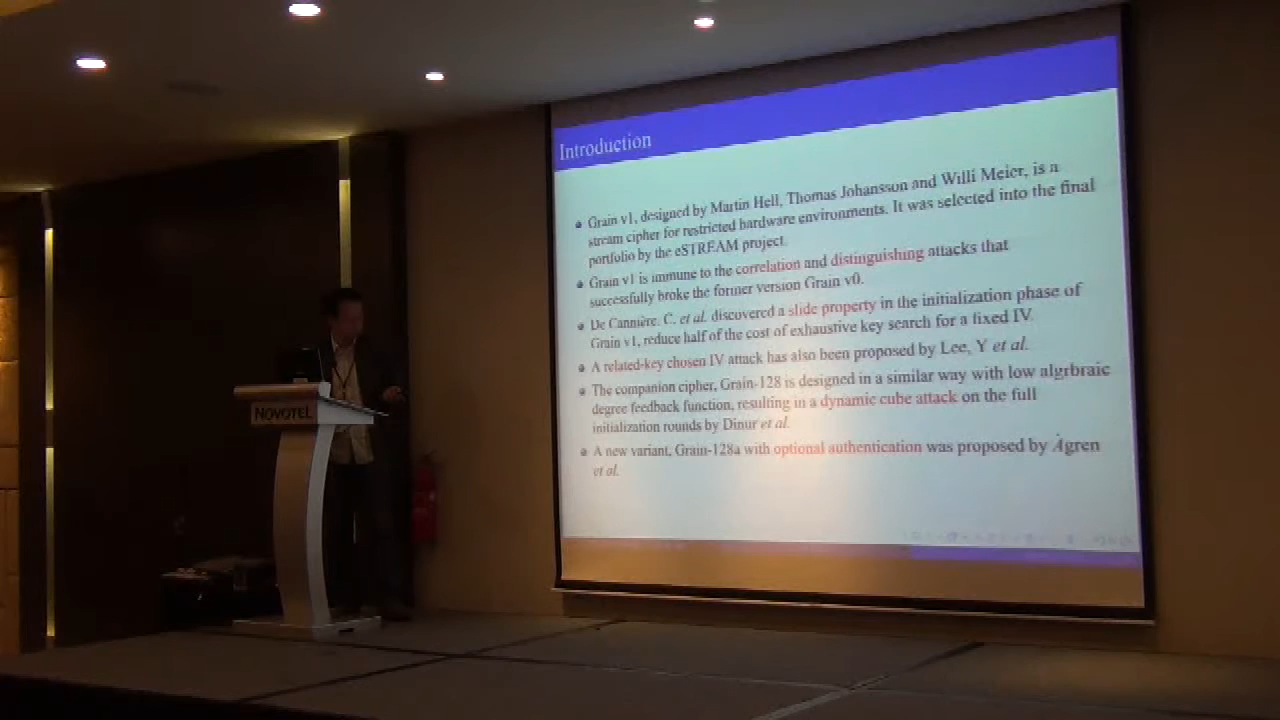 Introduction
Grain v1, designed by Martin Hell, Thomas Johansson and Willi Meier, is a
stream cipher for restricted hardware environments. It was selected into the final
portfolio by the eSTREAM project.
Grain v1 is immune to the correlation and distinguishing attacks that
successfully broke the former version Grain v0.
De Cannière. C. et al. discovered a slide property in the initialization phase of
Grain v1, reduce half of the cost of exhaustive key search for a fixed IV.
A related-key chosen IV attack has also been proposed by Lee, Y et al.
The companion cipher, Grain-128 is designed in a similar way with low algrbraic
degree feedback function, resulting in a dynamic cube attack on the full
initialization rounds by Dinur et al.
A new variant, Grain-128a with optional authentication was proposed by Ågren
et al.
NOVOTEL